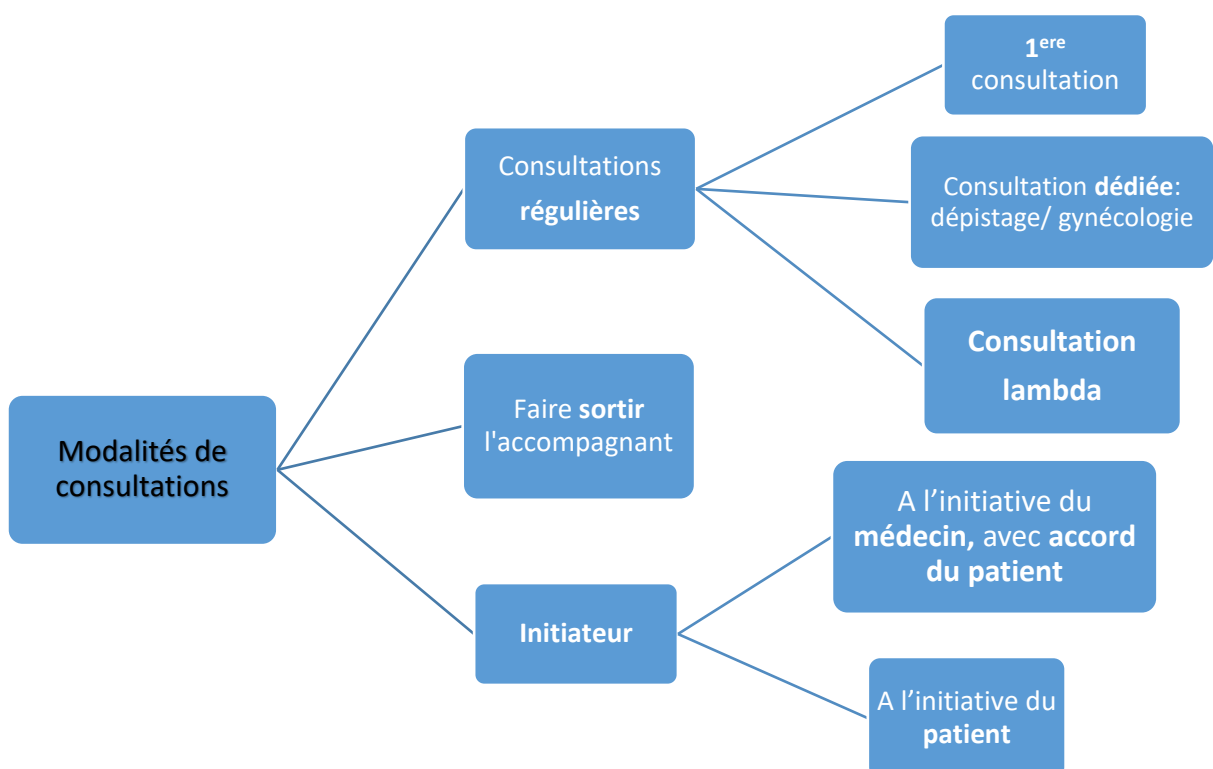 1ere
consultation
Consultations
régulières
Consultation dédiée:
dépistage/ gynécologie
Consultation
lambda
Faire sortir
l'accompagnant
Modalités de
consultations
A l’initiative du
médecin, avec accord
du patient
Initiateur
A l’initiative du
patient